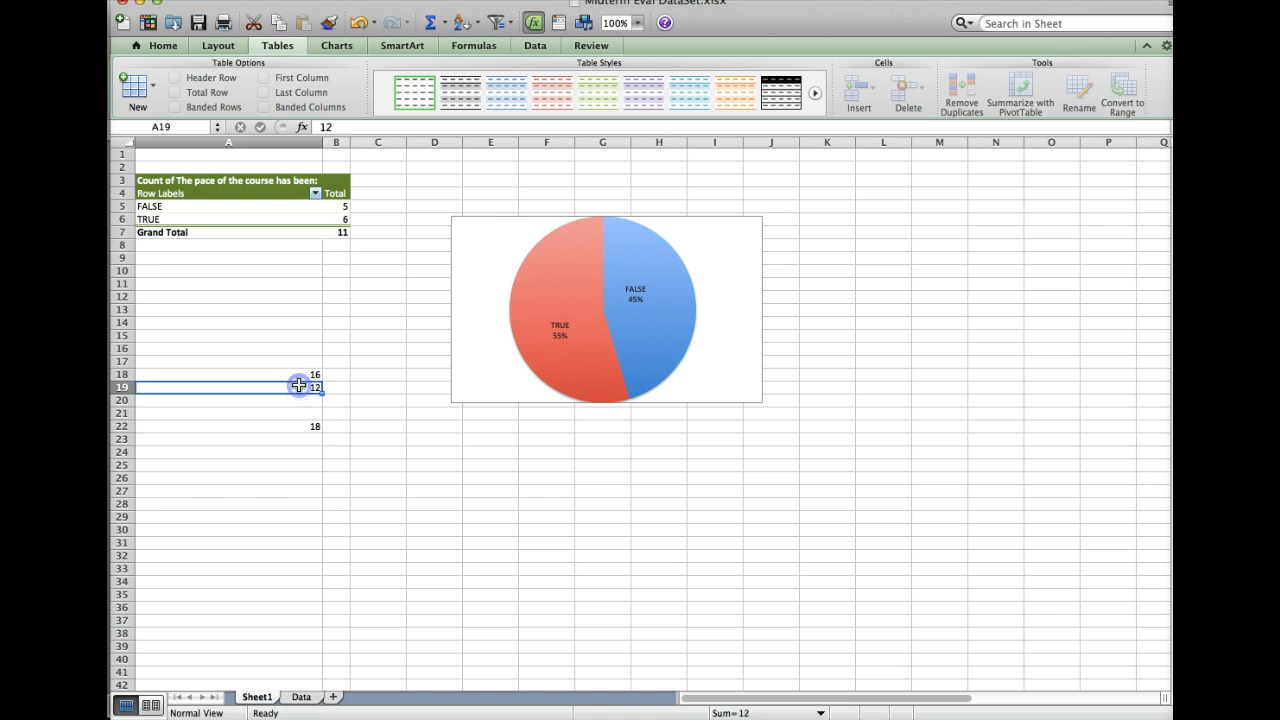 Midterm Eval DataSet.xlsx
100%
Search in Sheet
Home Layout Tables Charts SmartArt Formulas Data Review
Table Options Table Styles Cells Tools
New
Header Row First Column
Total Row Last Column
Banded Rows Banded Columns
Insert Delete
Remove Duplicates
Summarize with PivotTable
Rename
Convert to Range
A19 fx 12
A B C D E F G H I J K L M N O P Q
1
2
3 Count of The pace of the course has been:
4 Row Labels Total
5 FALSE 5
6 TRUE 6
7 Grand Total 11
8
9
10
11
12
13
14
15
16
17
18 16
19 12
20
21
22 18
23
24
25
26
27
28
29
30
31
32
33
34
35
36
37
38
39
40
41
42
FALSE
45%
TRUE
55%
Sheet1 Data +
Normal View Ready Sum=12